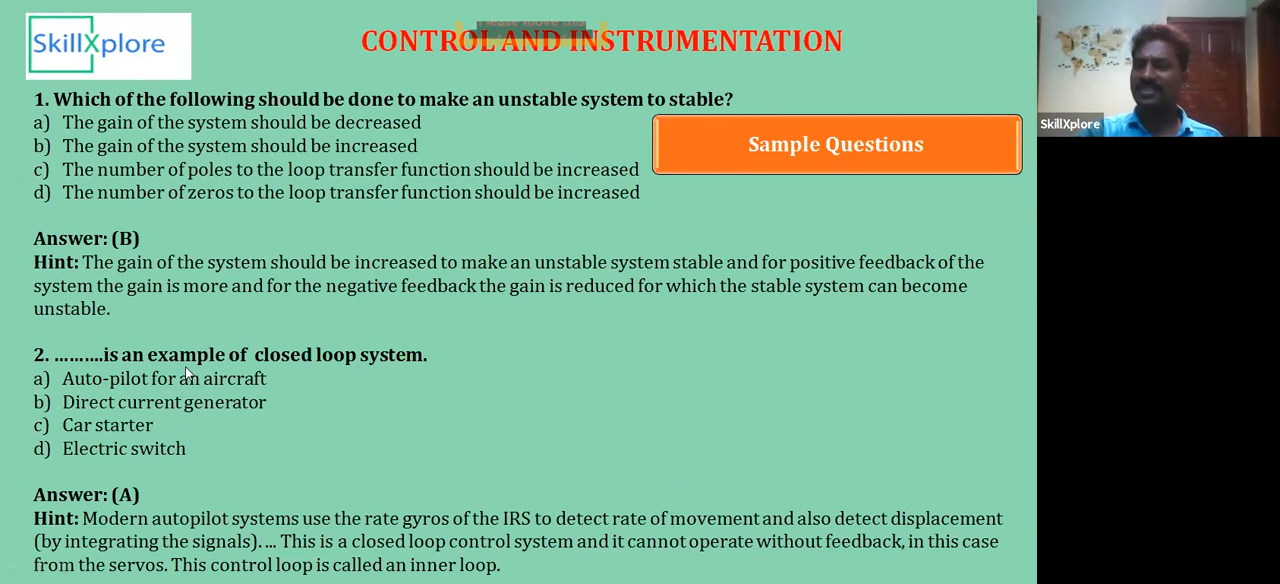 SkillXplore
CONTROL AND INSTRUMENTATION
1. Which of the following should be done to make an unstable system to stable?
a) The gain of the system should be decreased
b) The gain of the system should be increased
c) The number of poles to the loop transfer function should be increased
d) The number of zeros to the loop transfer function should be increased
Sample Questions
SkillXplore
Answer: (B)
Hint: The gain of the system should be increased to make an unstable system stable and for positive feedback of the
system the gain is more and for the negative feedback the gain is reduced for which the stable system can become
unstable.
2. ..........is an example of closed loop system.
a) Auto-pilot for an aircraft
b) Direct current generator
c) Car starter
d) Electric switch
Answer: (A)
Hint: Modern autopilot systems use the rate gyros of the IRS to detect rate of movement and also detect displacement
(by integrating the signals). ... This is a closed loop control system and it cannot operate without feedback, in this case
from the servos. This control loop is called an inner loop.